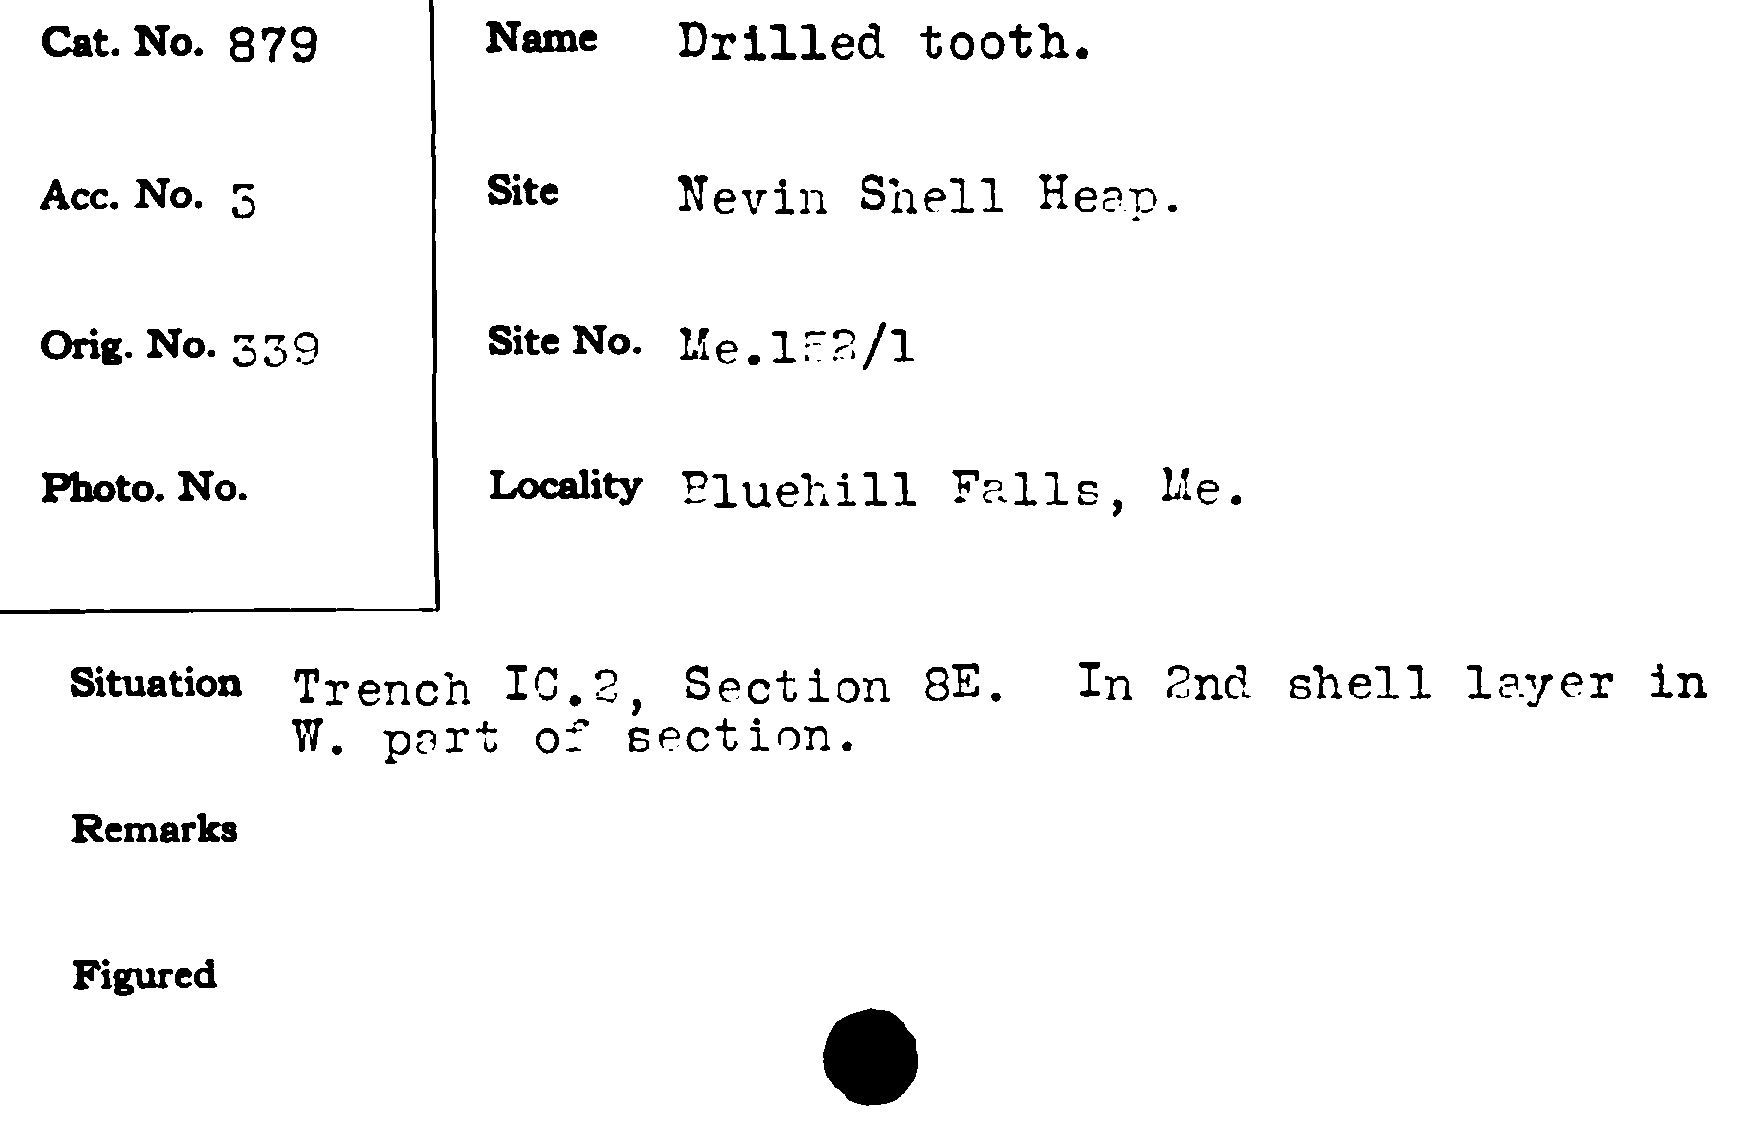 Cat. No. 879
Name Drilled tooth.
Acc. No. 3
Site Nevin Shell Heap.
Orig. No. 339
Site No. Me.152/1
Photo. No.
Locality Bluehill Falls, Me.
Situation Trench IC.2, Section 8E. In 2nd shell layer in
W. part of section.
Remarks
Figured